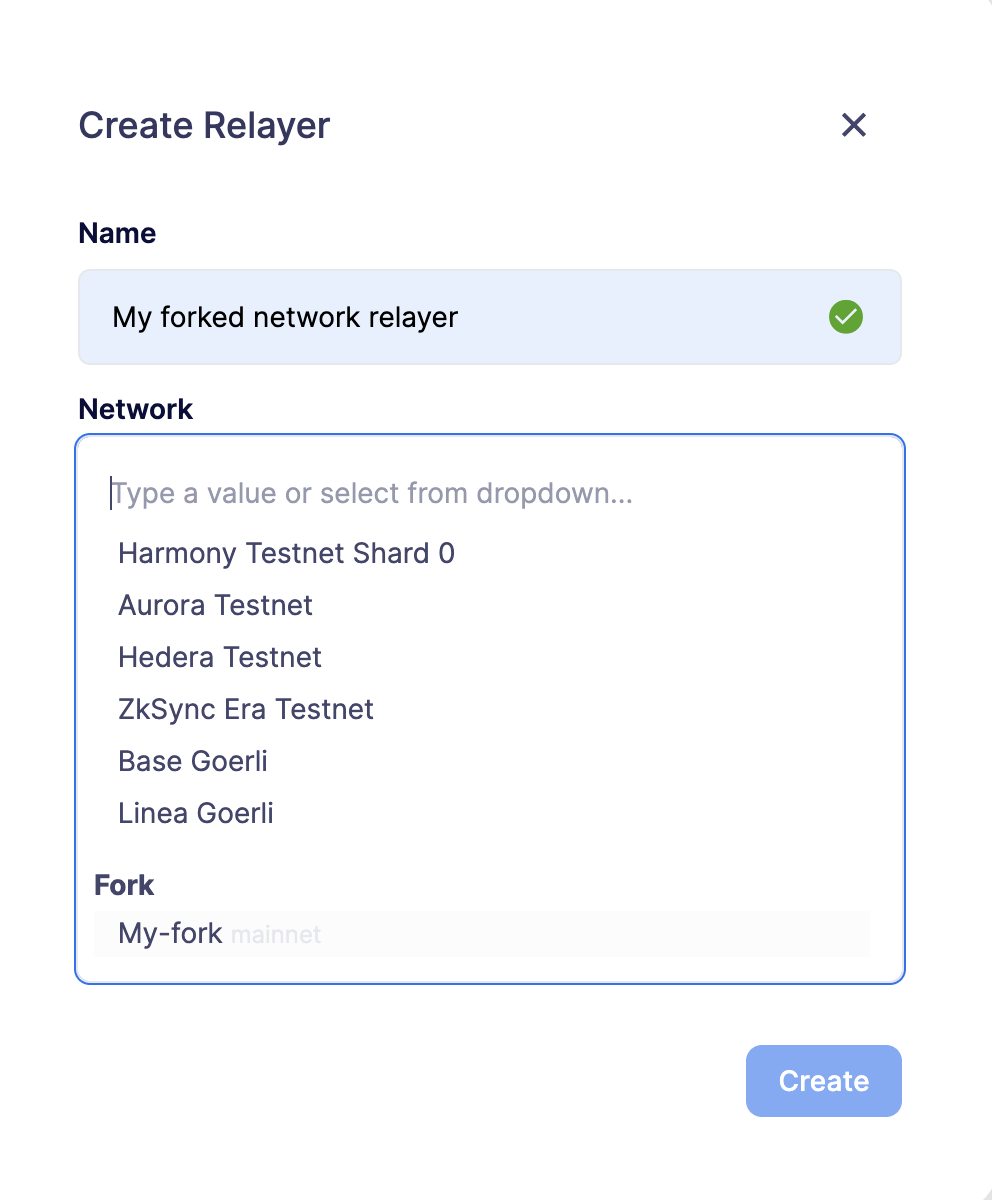 Create Relayer
Name
My forked network relayer
Network
Type a value or select from dropdown...
Harmony Testnet Shard 0
Aurora Testnet
Hedera Testnet
ZkSync Era Testnet
Base Goerli
Linea Goerli
Fork
My-fork mainnet
Create